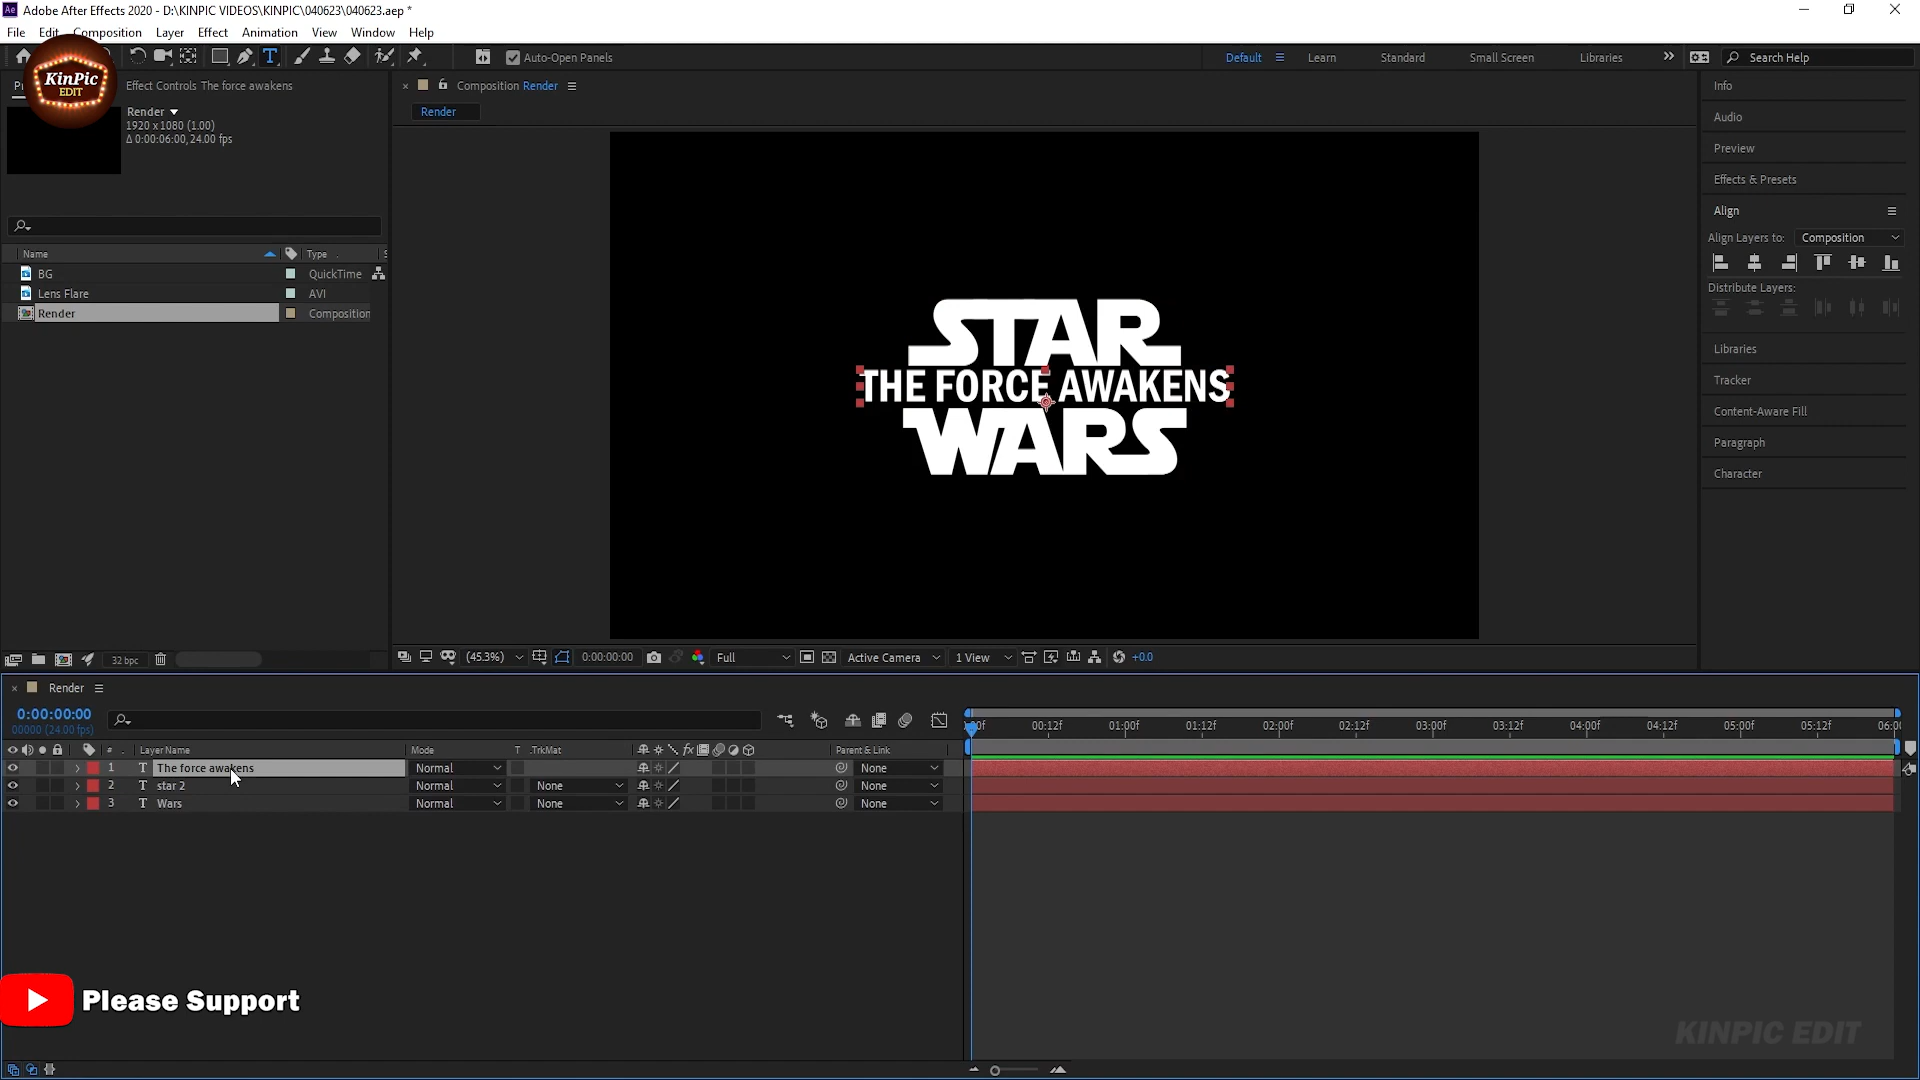 Adobe After Effects 2020 - D:\KINPIC VIDEOS\KINPIC\040623\040623.aep *
File Edit Composition Layer Effect Animation View Window Help
Auto-Open Panels
Default Learn Standard Small Screen Libraries Search Help
KinPic
EDIT
Effect Controls The force awakens
Render
1920 x 1080 (1.00)
Δ 0:00:06:00, 24.00 fps
Composition Render
Render
Name Type
BG QuickTime
Lens Flare AVI
Render Composition
32 bpc
STAR
THE FORCE AWAKENS
WARS
(45.3%) 0:00:00:00 Full Active Camera 1 View +0.0
Info
Audio
Preview
Effects & Presets
Align
Align Layers to: Composition
Distribute Layers:
Libraries
Tracker
Content-Aware Fill
Paragraph
Character
Render
0:00:00:00
00000 (24.00 fps)
00:12f 01:00f 01:12f 02:00f 02:12f 03:00f 03:12f 04:00f 04:12f 05:00f 05:12f
# Layer Name Mode T .TrkMat fx Parent & Link
1 T The force awakens Normal None
2 T star 2 Normal None None
3 T Wars Normal None None
Please Support
KINPIC EDIT